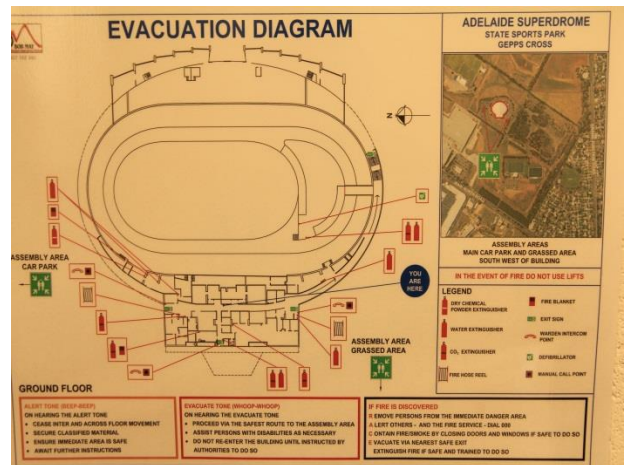 EVACUATION DIAGRAM
ADELAIDE SUPERDROME
STATE SPORTS PARK
GEPPS CROSS
N
ASSEMBLY AREA
CAR PARK
YOU
ARE
HERE
ASSEMBLY AREA
GRASSED AREA
ASSEMBLY AREAS
MAIN CAR PARK AND GRASSED AREA
SOUTH WEST OF BUILDING
IN THE EVENT OF FIRE DO NOT USE LIFTS
LEGEND
DRY CHEMICAL
POWDER EXTINGUISHER
WATER EXTINGUISHER
CO₂ EXTINGUISHER
FIRE HOSE REEL
FIRE BLANKET
EXIT SIGN
WARDEN INTERCOM
POINT
DEFIBRILLATOR
MANUAL CALL POINT
GROUND FLOOR
ALERT TONE (BEEP-BEEP)
ON HEARING THE ALERT TONE
• CEASE INTER AND ACROSS FLOOR MOVEMENT
• SECURE CLASSIFIED MATERIAL
• ENSURE IMMEDIATE AREA IS SAFE
• AWAIT FURTHER INSTRUCTIONS
EVACUATE TONE (WHOOP-WHOOP)
ON HEARING THE EVACUATE TONE
• PROCEED VIA THE SAFEST ROUTE TO THE ASSEMBLY AREA
• ASSIST PERSONS WITH DISABILITIES AS NECESSARY
• DO NOT RE-ENTER THE BUILDING UNTIL INSTRUCTED BY
AUTHORITIES TO DO SO
IF FIRE IS DISCOVERED
R EMOVE PERSONS FROM THE IMMEDIATE DANGER AREA
A LERT OTHERS - AND THE FIRE SERVICE - DIAL 000
C ONTAIN FIRE/SMOKE BY CLOSING DOORS AND WINDOWS IF SAFE TO DO SO
E VACUATE VIA NEAREST SAFE EXIT
EXTINGUISH FIRE IF SAFE AND TRAINED TO DO SO